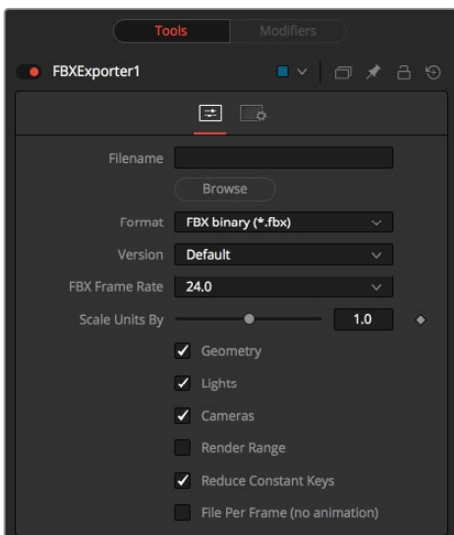 Tools Modifiers
FBXExporter1
Filename
Browse
Format FBX binary (*.fbx)
Version Default
FBX Frame Rate 24.0
Scale Units By 1.0
Geometry
Lights
Cameras
Render Range
Reduce Constant Keys
File Per Frame (no animation)